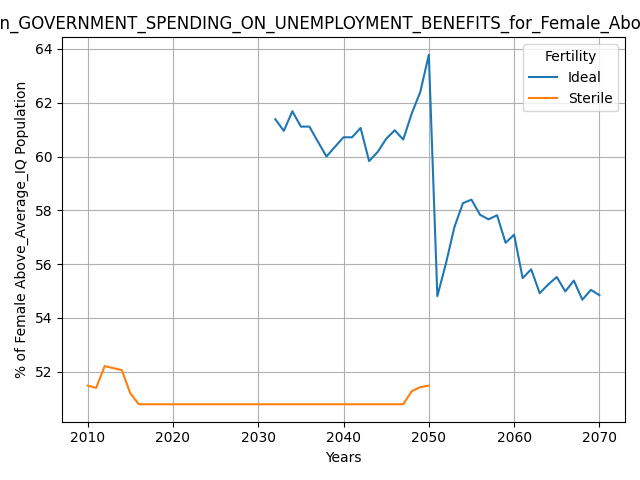 n_GOVERNMENT_SPENDING_ON_UNEMPLOYMENT_BENEFITS_for_Female_Abo
Fertility
Ideal
Sterile
% of Female Above_Average_IQ Population
64
62
60
58
56
54
52
2010 2020 2030 2040 2050 2060 2070
Years